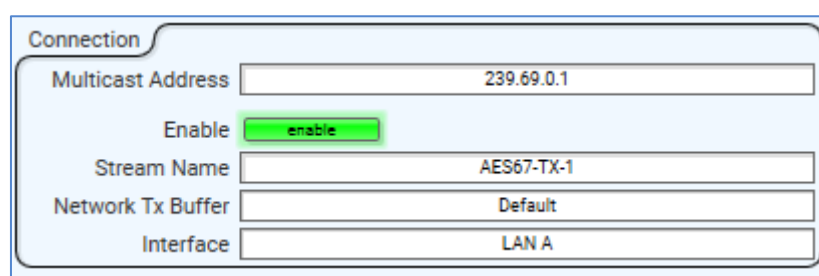 Connection
Multicast Address 239.69.0.1
Enable enable
Stream Name AES67-TX-1
Network Tx Buffer Default
Interface LAN A